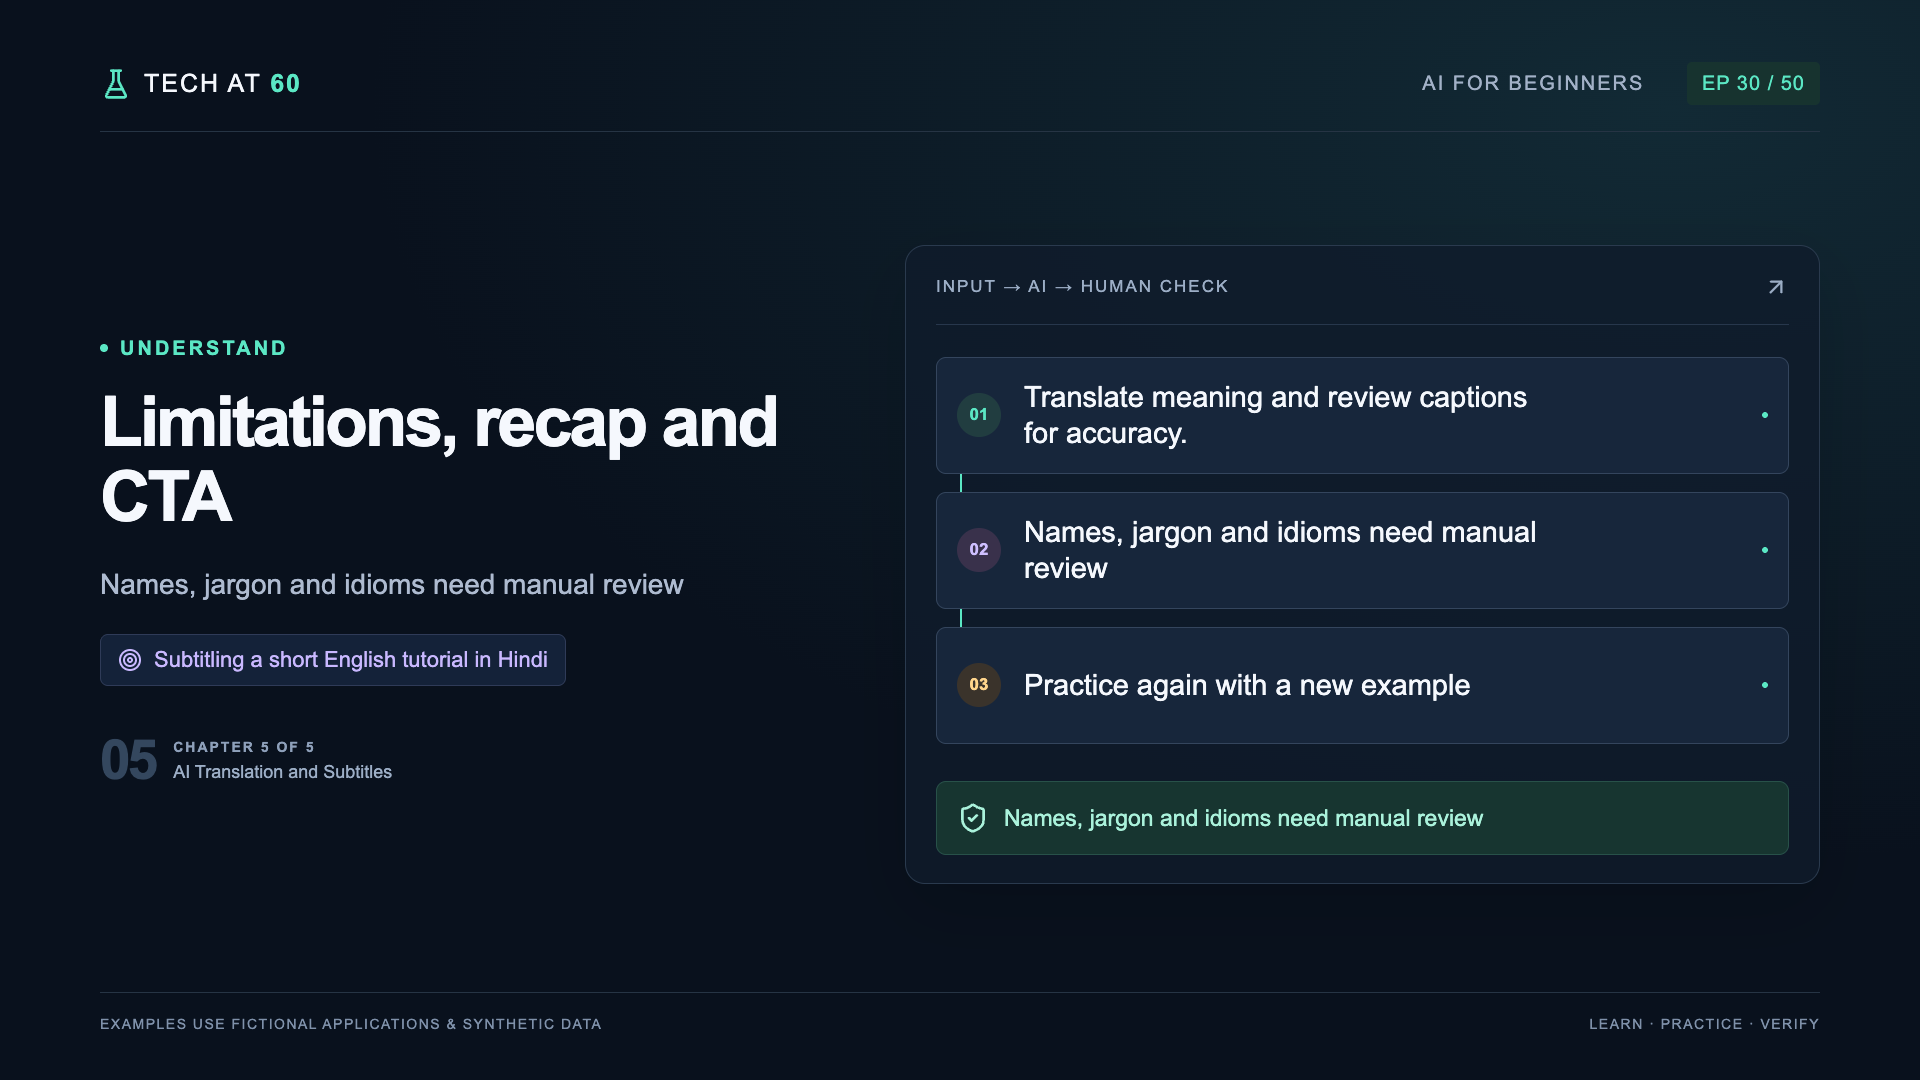 TECH AT 60
AI FOR BEGINNERS
EP 30 / 50
UNDERSTAND
Limitations, recap and
CTA
Names, jargon and idioms need manual review
Subtitling a short English tutorial in Hindi
05
CHAPTER 5 OF 5
AI Translation and Subtitles
INPUT → AI → HUMAN CHECK
01
Translate meaning and review captions
for accuracy.
02
Names, jargon and idioms need manual
review
03
Practice again with a new example
Names, jargon and idioms need manual review
EXAMPLES USE FICTIONAL APPLICATIONS & SYNTHETIC DATA
LEARN · PRACTICE · VERIFY